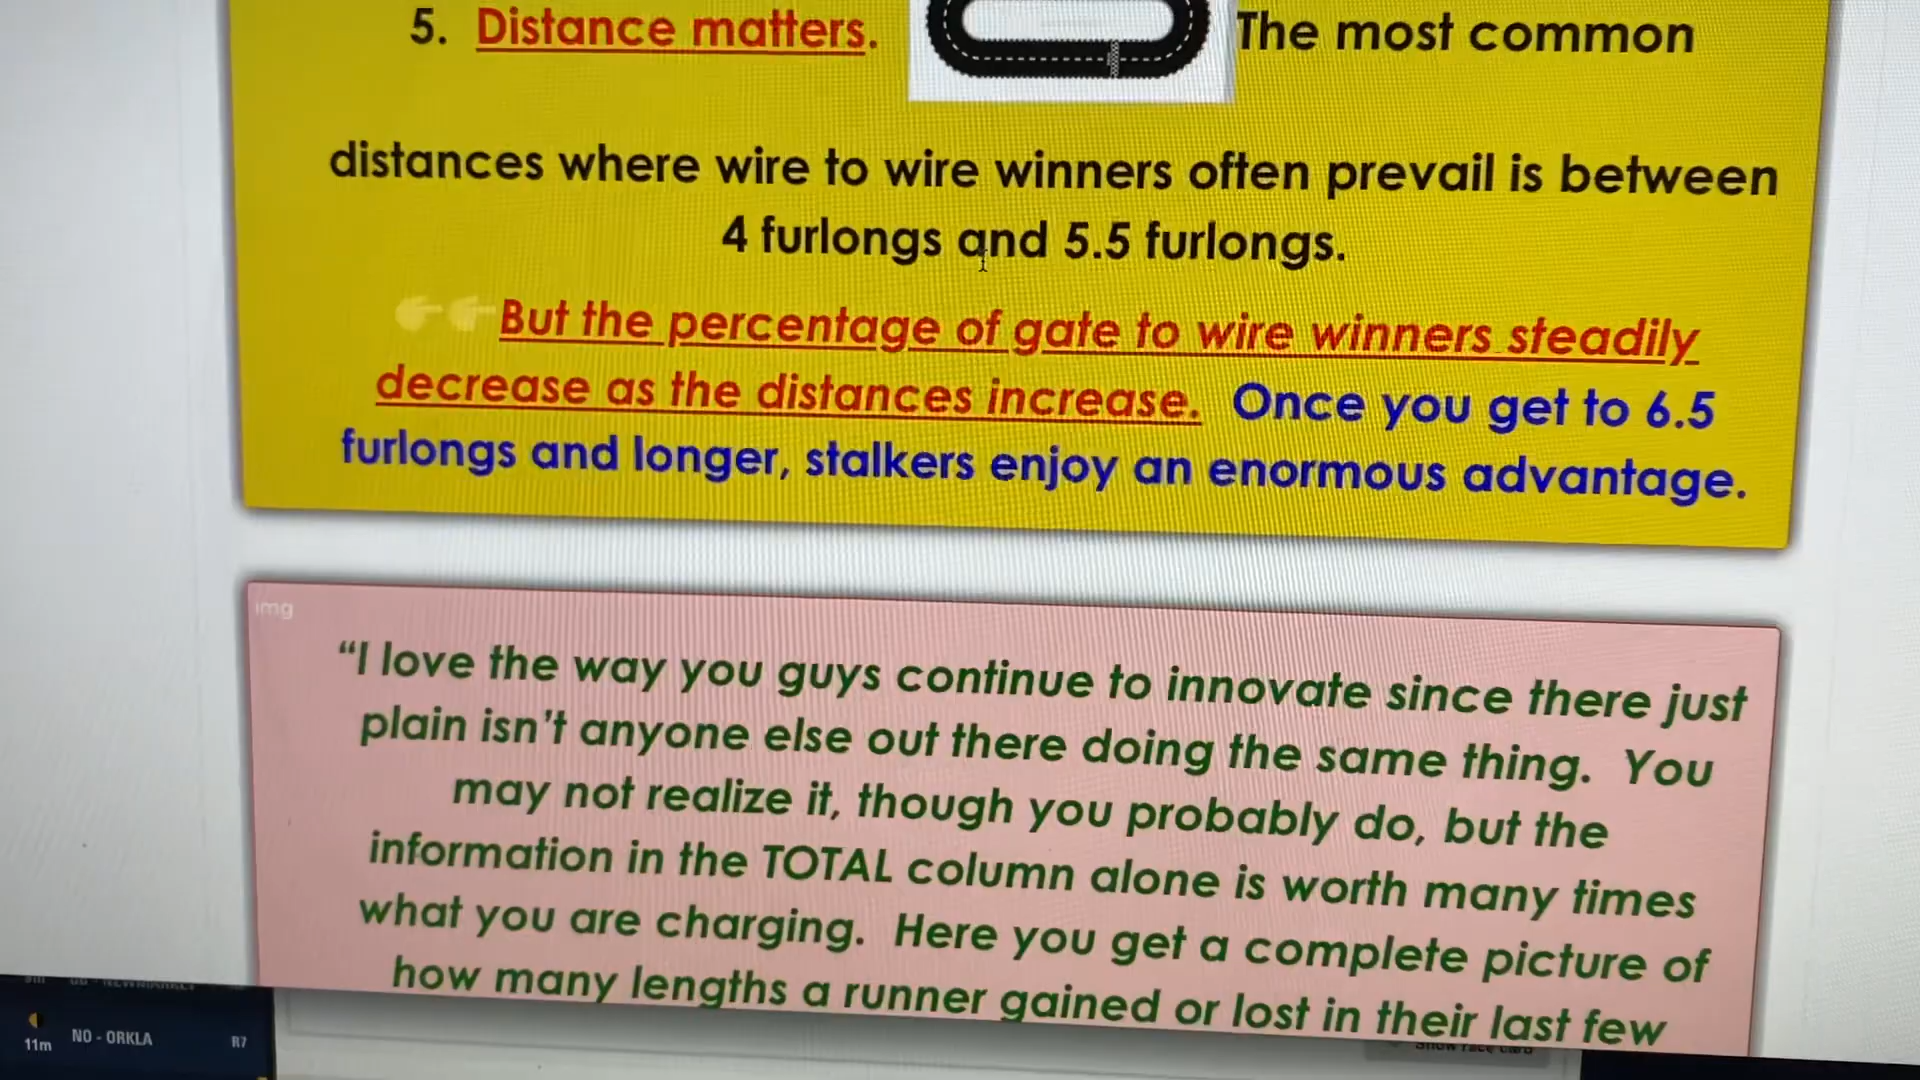 5. Distance matters. The most common
distances where wire to wire winners often prevail is between
4 furlongs and 5.5 furlongs.
But the percentage of gate to wire winners steadily
decrease as the distances increase. Once you get to 6.5
furlongs and longer, stalkers enjoy an enormous advantage.
img
“I love the way you guys continue to innovate since there just
plain isn't anyone else out there doing the same thing. You
may not realize it, though you probably do, but the
information in the TOTAL column alone is worth many times
what you are charging. Here you get a complete picture of
how many lengths a runner gained or lost in their last few
11m NO - ORKLA R7